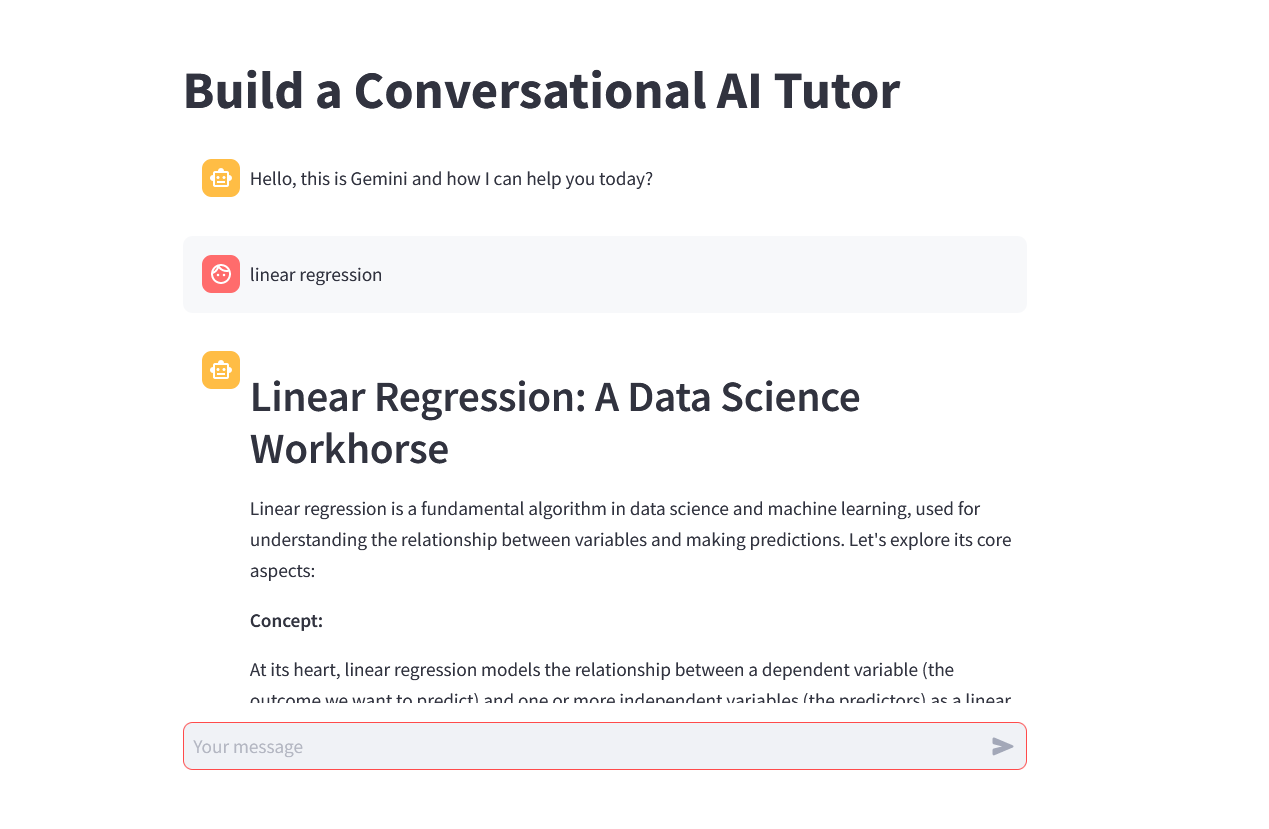 Build a Conversational AI Tutor
Hello, this is Gemini and how I can help you today?
linear regression
Linear Regression: A Data Science
Workhorse
Linear regression is a fundamental algorithm in data science and machine learning, used for
understanding the relationship between variables and making predictions. Let's explore its core
aspects:
Concept:
At its heart, linear regression models the relationship between a dependent variable (the
outcome we want to predict) and one or more independent variables (the predictors) as a linear
Your message